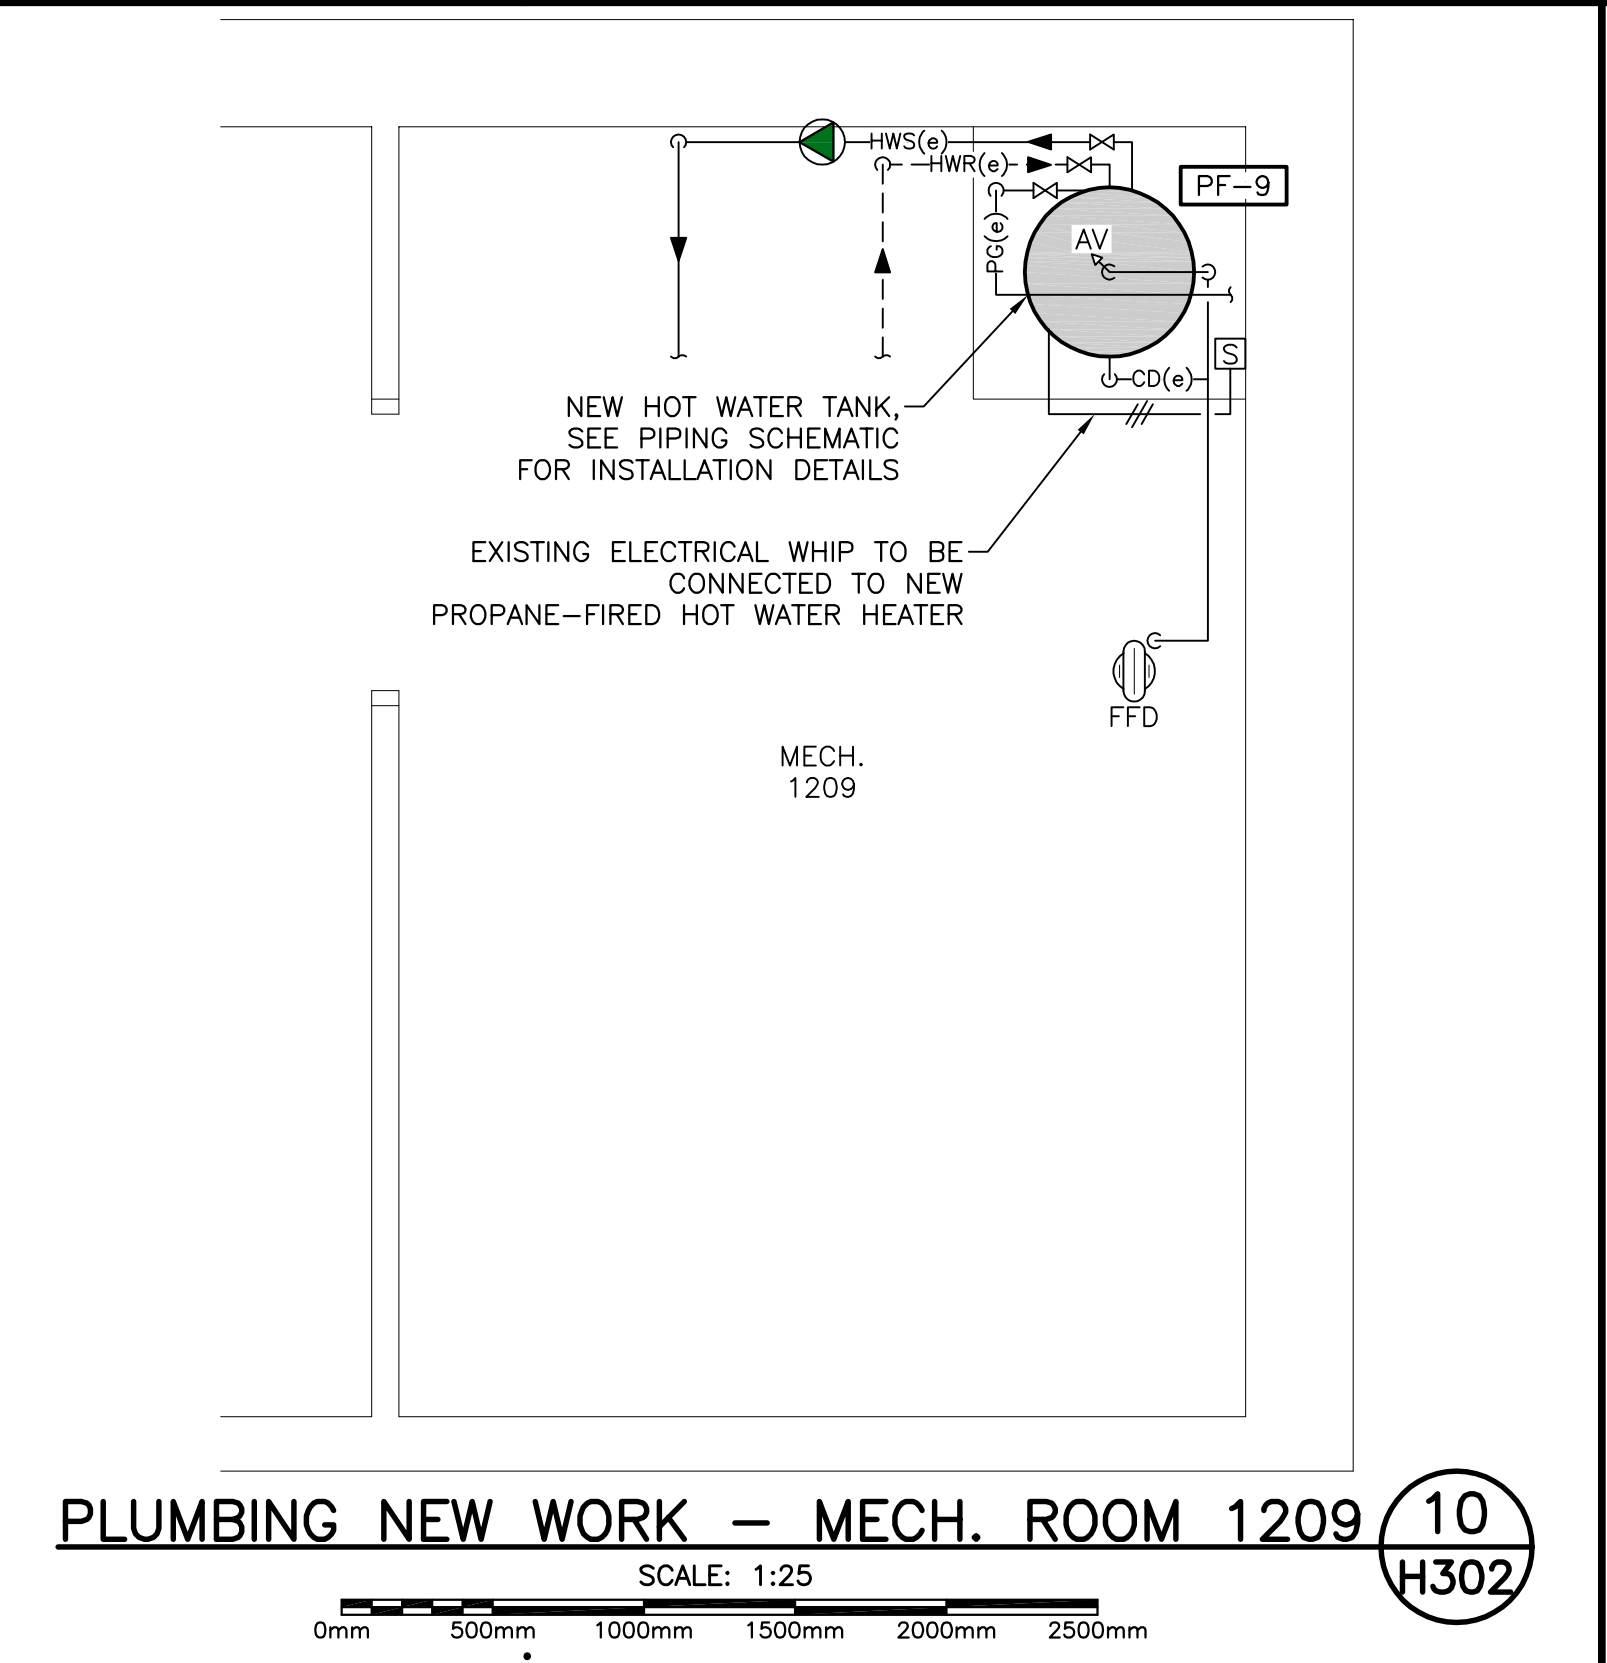 HWS(e)
HWR(e)
PF-9
PG(e)
AV
S
CD(e)
NEW HOT WATER TANK,
SEE PIPING SCHEMATIC
FOR INSTALLATION DETAILS
EXISTING ELECTRICAL WHIP TO BE
CONNECTED TO NEW
PROPANE-FIRED HOT WATER HEATER
FFD
MECH.
1209
PLUMBING NEW WORK - MECH. ROOM 1209
10
H302
SCALE: 1:25
0mm 500mm 1000mm 1500mm 2000mm 2500mm